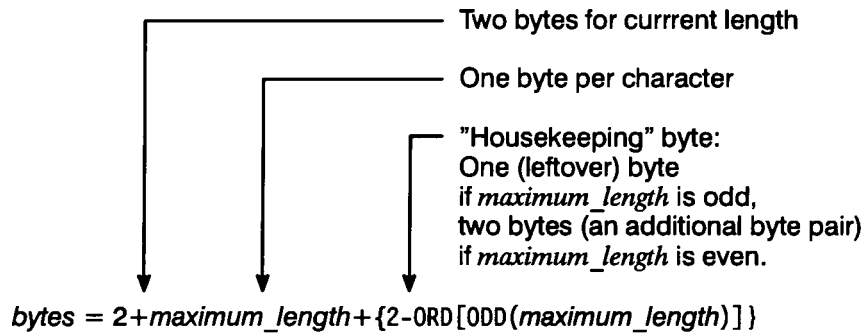 Two bytes for currrent length
One byte per character
"Housekeeping" byte:
One (leftover) byte
if maximum_length is odd,
two bytes (an additional byte pair)
if maximum_length is even.
bytes = 2+maximum_length+{2-ORD[ODD(maximum_length)]}